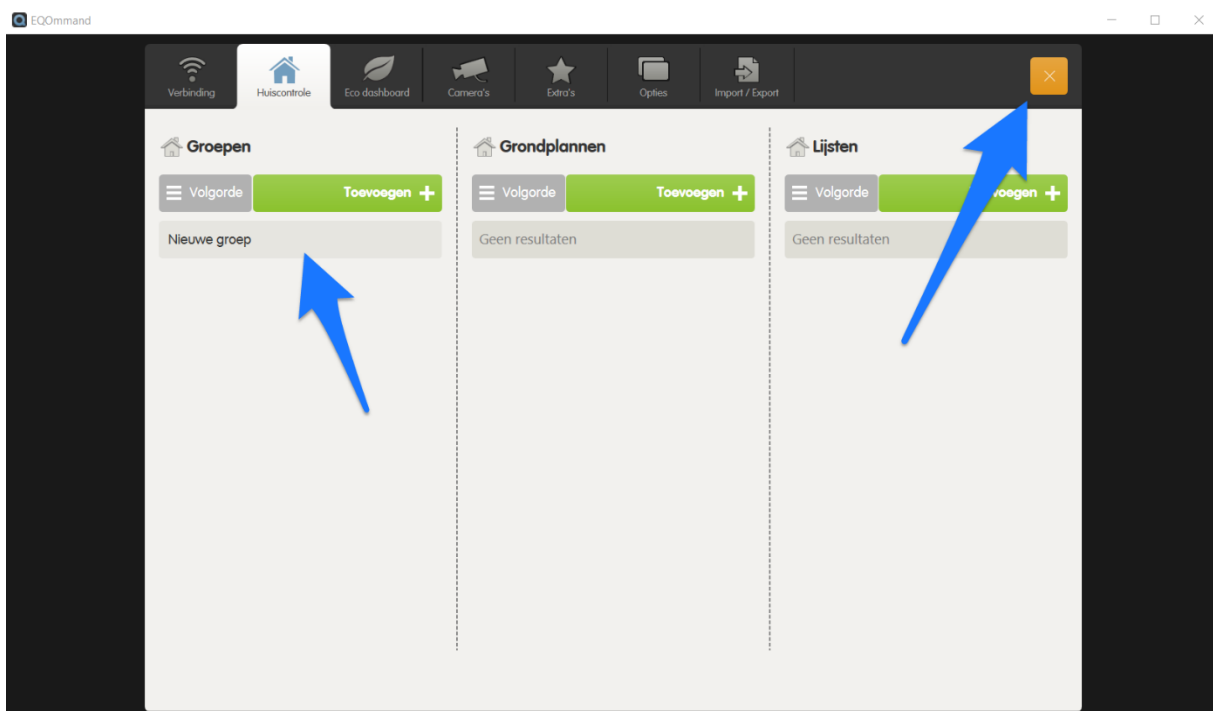 EQOmmand
Verbinding
Huiscontrole
Eco dashboard
Camera's
Extra's
Opties
Import / Export
Groepen
Volgorde
Toevoegen
Nieuwe groep
Grondplannen
Volgorde
Toevoegen
Geen resultaten
Lijsten
Volgorde
voegen
Geen resultaten